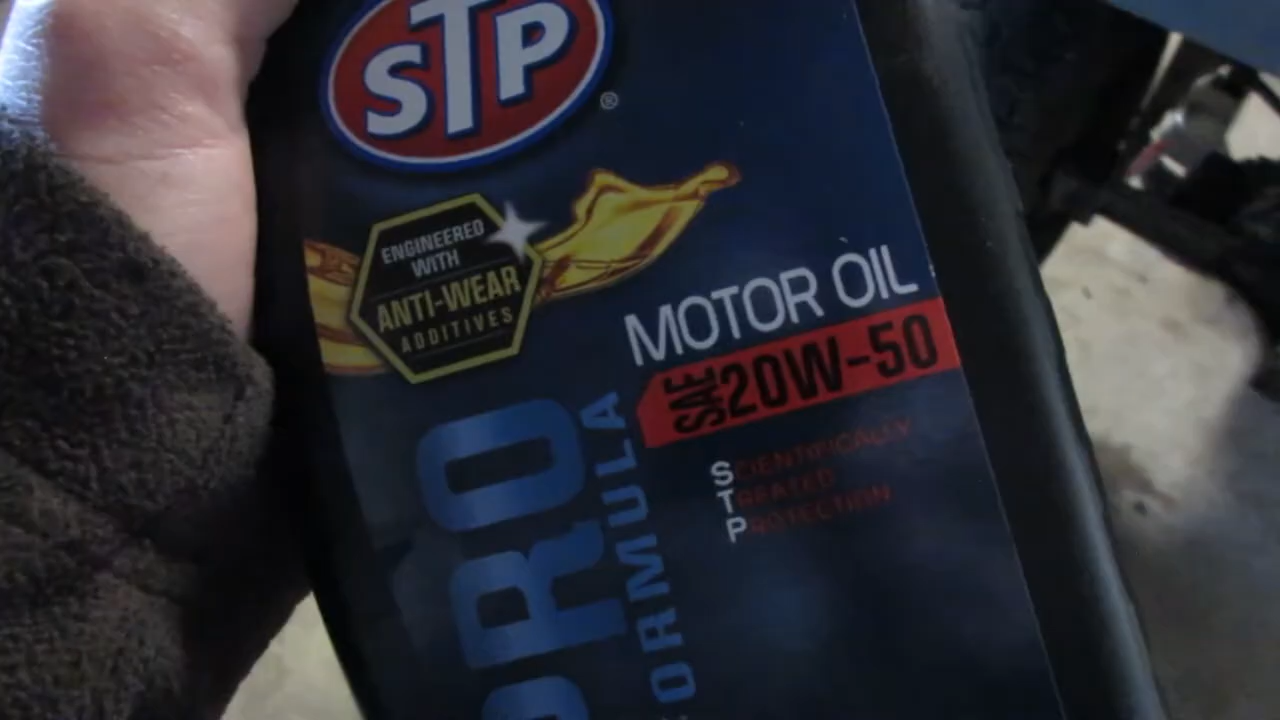 STP
®
ENGINEERED
WITH
ANTI-WEAR
ADDITIVES
MOTOR OIL
SAE 20W-50
SCIENTIFICALLY
TREATED
PROTECTION
PRO
FORMULA